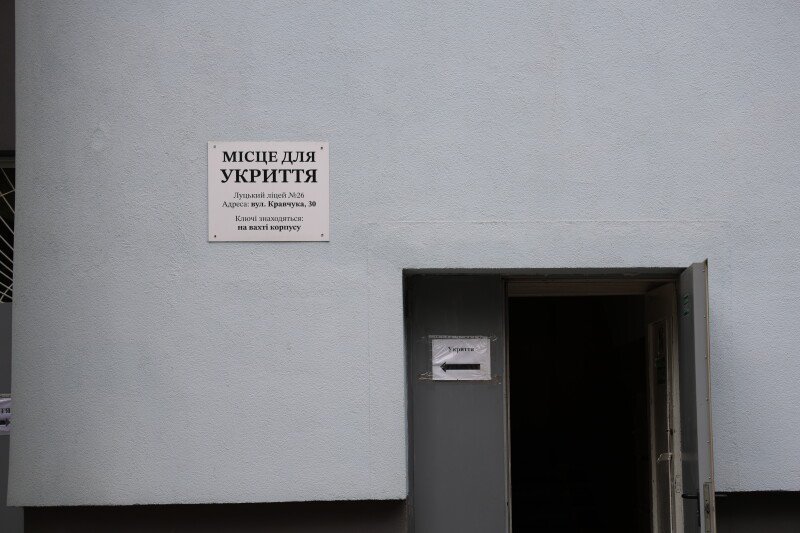 МІСЦЕ ДЛЯ
УКРИТТЯ
Луцький ліцей №26
Адреса: вул. Кравчука, 30
Ключі знаходяться:
на вахті корпусу
Укриття